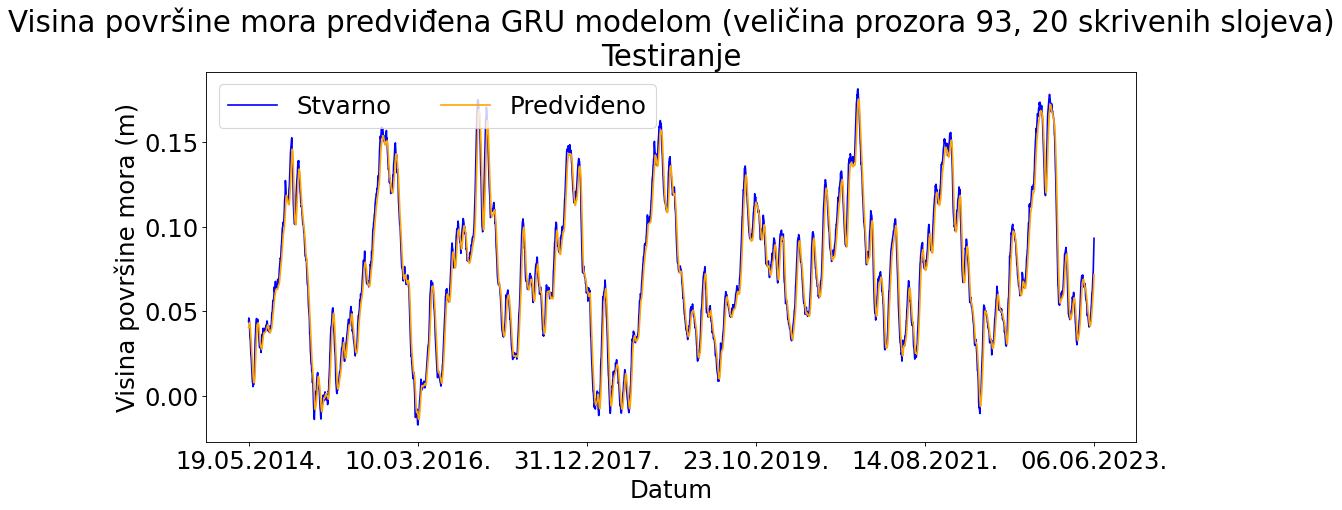 Visina površine mora predviđena GRU modelom (veličina prozora 93, 20 skrivenih slojeva)
Testiranje
Stvarno Predviđeno
Visina površine mora (m)
0.15
0.10
0.05
0.00
19.05.2014. 10.03.2016. 31.12.2017. 23.10.2019. 14.08.2021. 06.06.2023.
Datum